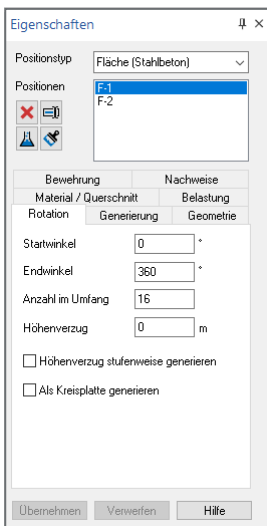 Eigenschaften
Positionstyp Fläche (Stahlbeton)
Positionen F-1
F-2
Bewehrung Nachweise
Material / Querschnitt Belastung
Rotation Generierung Geometrie
Startwinkel 0 °
Endwinkel 360 °
Anzahl im Umfang 16
Höhenverzug 0 m
Höhenverzug stufenweise generieren
Als Kreisplatte generieren
Übernehmen Verwerfen Hilfe